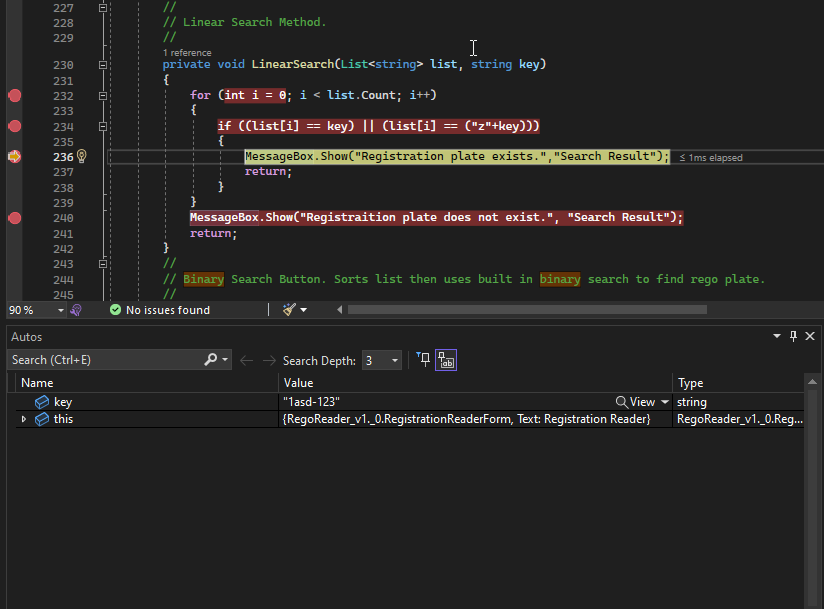 227 //
228 // Linear Search Method.
229 //
1 reference
230 private void LinearSearch(List<string> list, string key)
231 {
232 for (int i = 0; i < list.Count; i++)
233 {
234 if ((list[i] == key) || (list[i] == ("z"+key)))
235 {
236 MessageBox.Show("Registration plate exists.","Search Result"); ≤ 1ms elapsed
237 return;
238 }
239 }
240 MessageBox.Show("Registraition plate does not exist.", "Search Result");
241 return;
242 }
243 //
244 // Binary Search Button. Sorts list then uses built in binary search to find rego plate.
245 //
90 % No issues found
Autos
Search (Ctrl+E) Search Depth: 3
Name Value Type
key "1asd-123" View string
this {RegoReader_v1._0.RegistrationReaderForm, Text: Registration Reader} RegoReader_v1._0.Reg...